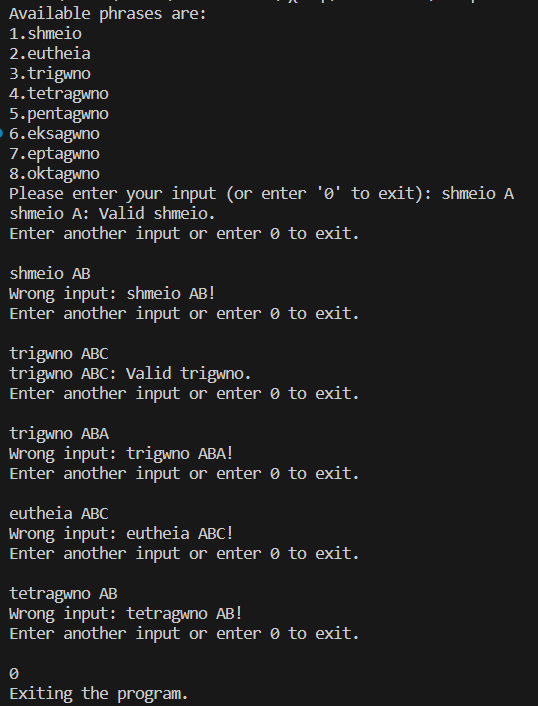 Available phrases are:
1.shmeio
2.eutheia
3.trigwno
4.tetragwno
5.pentagwno
6.eksagwno
7.eptagwno
8.oktagwno
Please enter your input (or enter '0' to exit): shmeio A
shmeio A: Valid shmeio.
Enter another input or enter 0 to exit.
shmeio AB
Wrong input: shmeio AB!
Enter another input or enter 0 to exit.
trigwno ABC
trigwno ABC: Valid trigwno.
Enter another input or enter 0 to exit.
trigwno ABA
Wrong input: trigwno ABA!
Enter another input or enter 0 to exit.
eutheia ABC
Wrong input: eutheia ABC!
Enter another input or enter 0 to exit.
tetragwno AB
Wrong input: tetragwno AB!
Enter another input or enter 0 to exit.
0
Exiting the program.